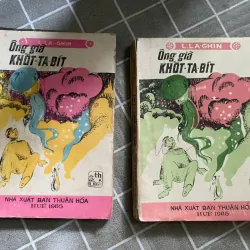 L. LA-GHIN
Ông già
KHỐT-TA-BÍT
NHÀ XUẤT BẢN THUẬN HÓA
HUẾ 1985
L. LA-GHIN
Ông già
KHỐT-TA-BÍT
NHÀ XUẤT BẢN THUẬN HÓA
HUẾ 1985